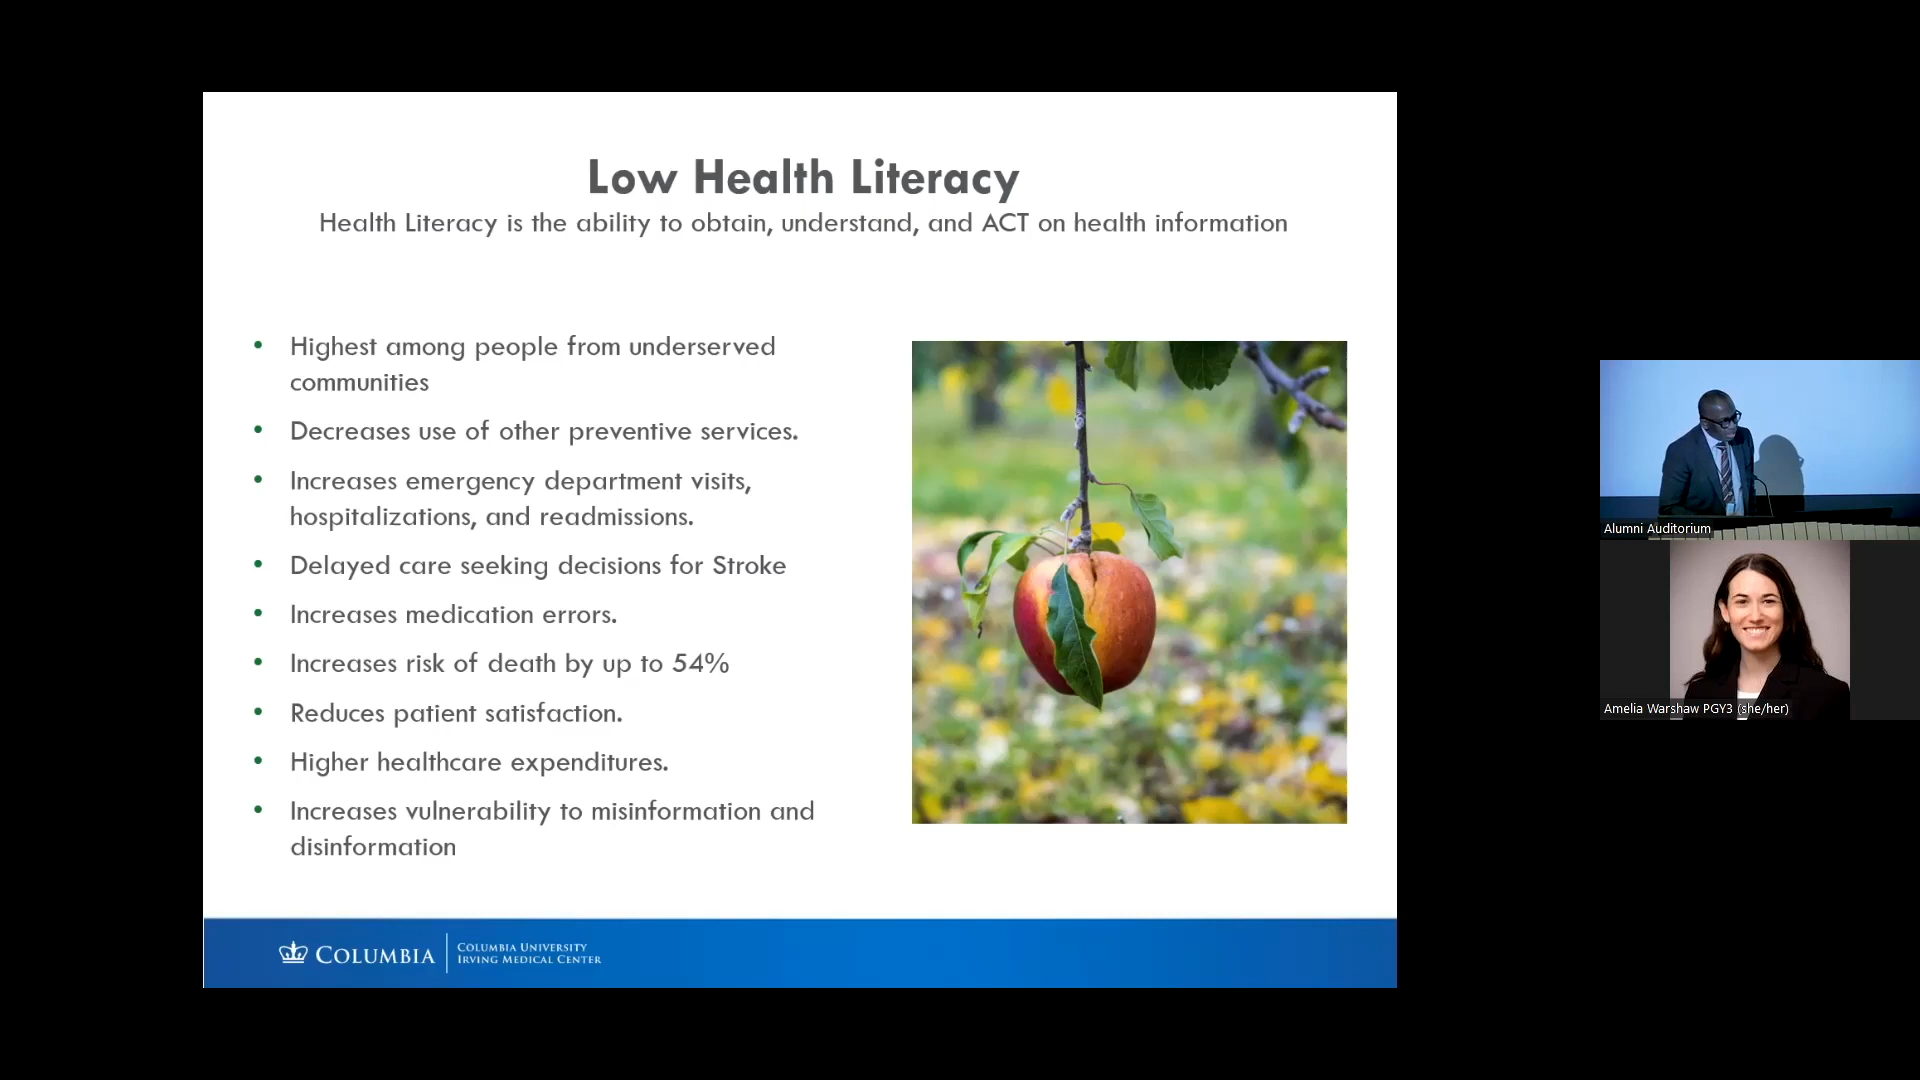 Low Health Literacy
Health Literacy is the ability to obtain, understand, and ACT on health information
• Highest among people from underserved
communities
• Decreases use of other preventive services.
• Increases emergency department visits,
hospitalizations, and readmissions.
• Delayed care seeking decisions for Stroke
• Increases medication errors.
• Increases risk of death by up to 54%
• Reduces patient satisfaction.
• Higher healthcare expenditures.
• Increases vulnerability to misinformation and
disinformation
COLUMBIA
COLUMBIA UNIVERSITY
IRVING MEDICAL CENTER
Alumni Auditorium
Amelia Warshaw PGY3 (she/her)